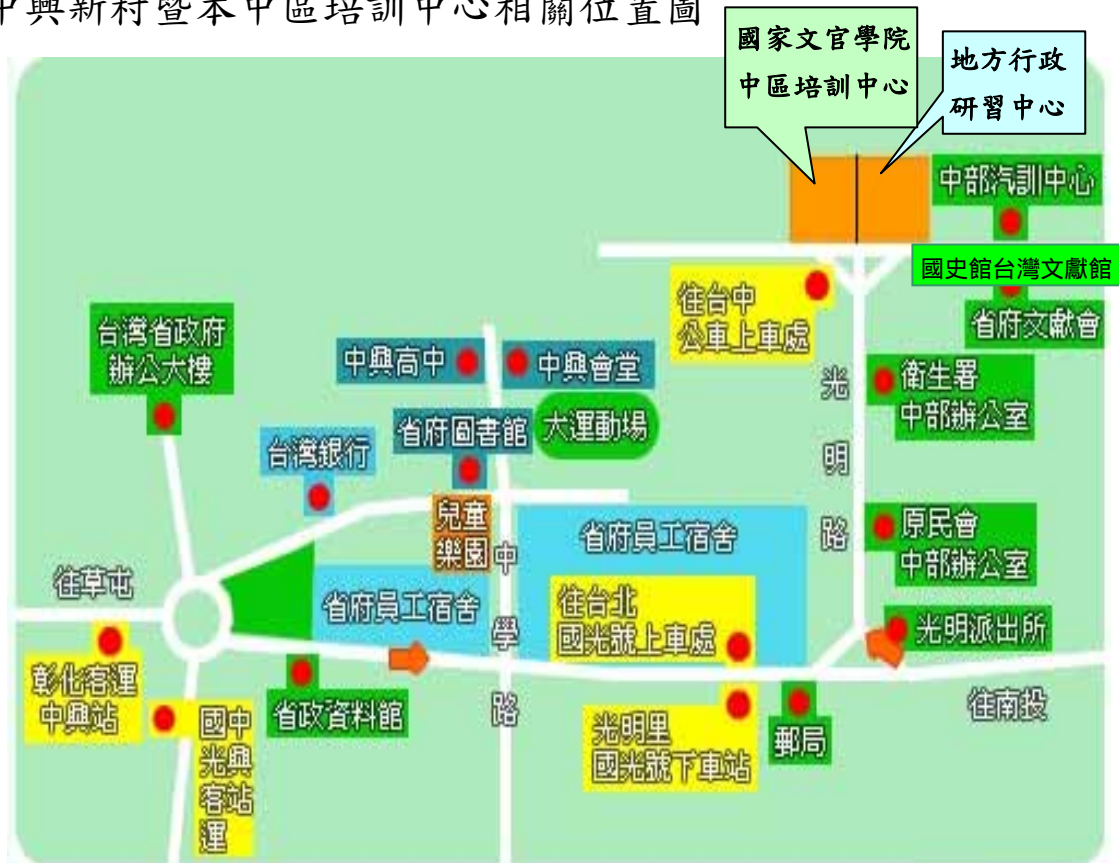 中興新村暨本中區培訓中心相關位置圖
國家文官學院
中區培訓中心
地方行政
研習中心
中部汽訓中心
國史館台灣文獻館
省府文獻會
往台中
公車上車處
台灣省政府
辦公大樓
中興高中
中興會堂
光明路
衛生署
中部辦公室
省府圖書館
大運動場
台灣銀行
兒童
樂園
中學路
省府員工宿舍
原民會
中部辦公室
往草屯
省府員工宿舍
往台北
國光號上車處
光明派出所
彰化客運
中興站
國光客運
中興站
省政資料館
光明里
國光號下車站
郵局
往南投